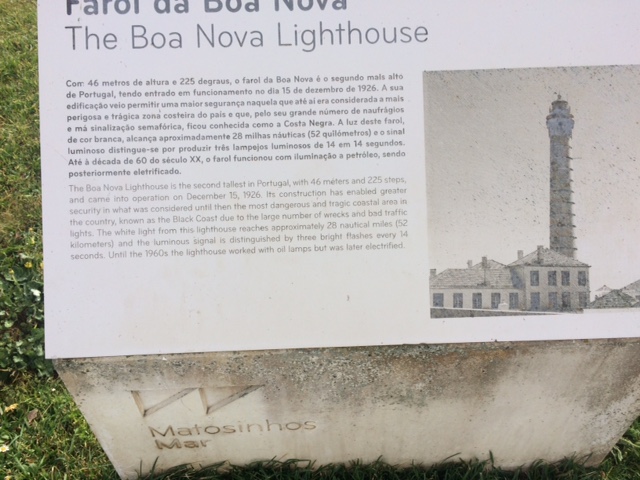 Farol da Boa Nova
The Boa Nova Lighthouse
Com 46 metros de altura e 225 degraus, o farol da Boa Nova é o segundo mais alto
de Portugal, tendo entrado em funcionamento no dia 15 de dezembro de 1926. A sua
edificação veio permitir uma maior segurança naquela que até aí era considerada a mais
perigosa e trágica zona costeira do país e que, pelo seu grande número de naufrágios
e má sinalização semafórica, ficou conhecida como a Costa Negra. A luz deste farol,
de cor branca, alcança aproximadamente 28 milhas náuticas (52 quilómetros) e o sinal
luminoso distingue-se por produzir três lampejos luminosos de 14 em 14 segundos.
Até à década de 60 do século XX, o farol funcionou com iluminação a petróleo, sendo
posteriormente eletrificado.
The Boa Nova Lighthouse is the second tallest in Portugal, with 46 meters and 225 steps,
and came into operation on December 15, 1926. Its construction has enabled greater
security in what was considered until then the most dangerous and tragic coastal area in
the country, known as the Black Coast due to the large number of wrecks and bad traffic
lights. The white light from this lighthouse reaches approximately 28 nautical miles (52
kilometers) and the luminous signal is distinguished by three bright flashes every 14
seconds. Until the 1960s the lighthouse worked with oil lamps but was later electrified.
Matosinhos
Mar